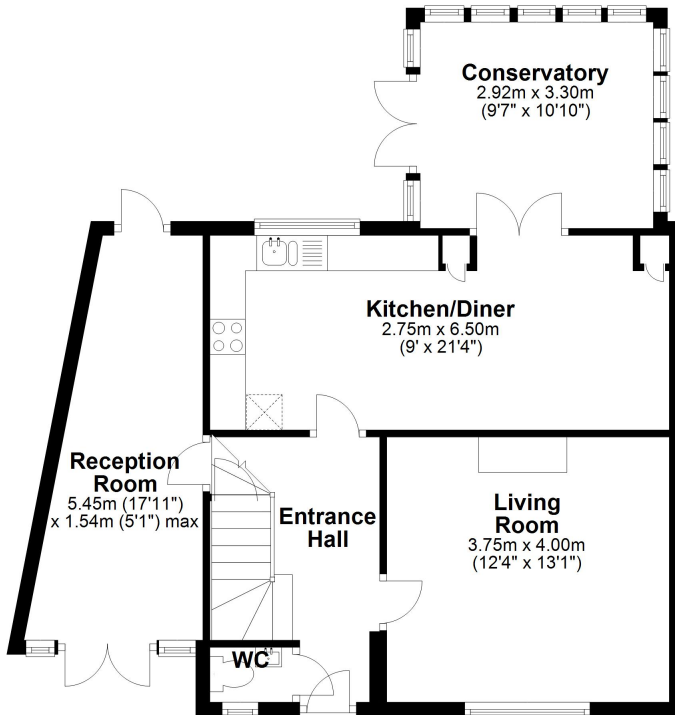 Conservatory
2.92m x 3.30m
(9'7" x 10'10")
Kitchen/Diner
2.75m x 6.50m
(9' x 21'4")
Reception
Room
5.45m (17'11")
x 1.54m (5'1") max
Entrance
Hall
Living
Room
3.75m x 4.00m
(12'4" x 13'1")
WC